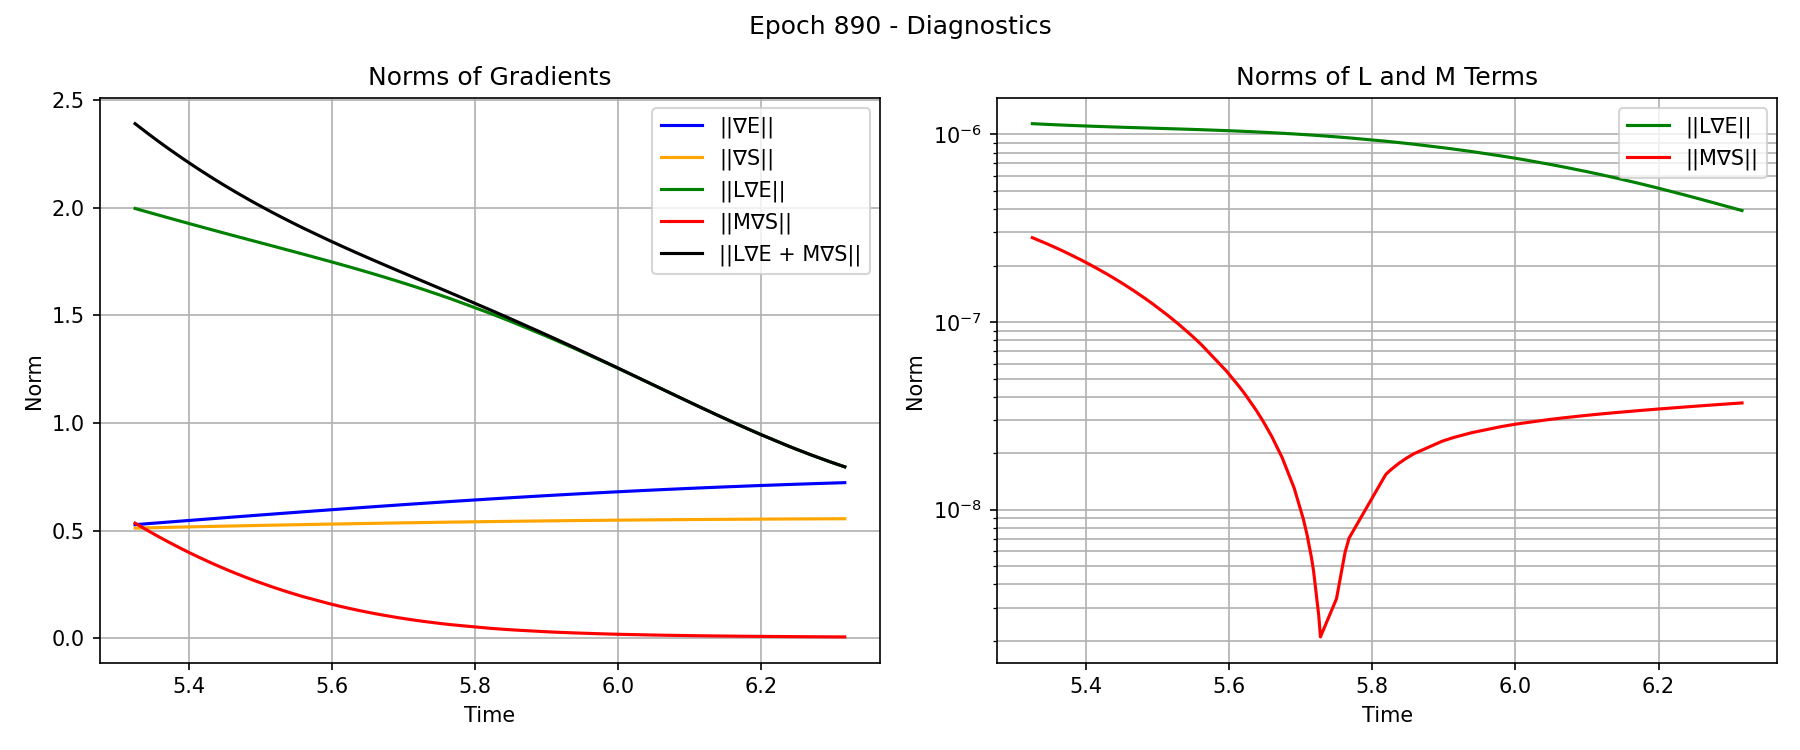 Epoch 890 - Diagnostics
Norms of Gradients
Norm
2.5
2.0
1.5
1.0
0.5
0.0
||∇E||
||∇S||
||L∇E||
||M∇S||
||L∇E + M∇S||
5.4 5.6 5.8 6.0 6.2
Time
Norms of L and M Terms
Norm
10⁻⁶
10⁻⁷
10⁻⁸
||L∇E||
||M∇S||
5.4 5.6 5.8 6.0 6.2
Time